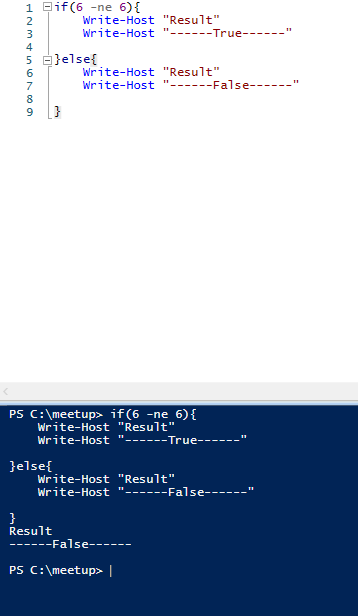 1 if(6 -ne 6){
2     Write-Host "Result"
3     Write-Host "------True------"
4
5 }else{
6     Write-Host "Result"
7     Write-Host "------False------"
8
9 }
PS C:\meetup> if(6 -ne 6){
    Write-Host "Result"
    Write-Host "------True------"
}else{
    Write-Host "Result"
    Write-Host "------False------"
}
Result
------False------
PS C:\meetup>